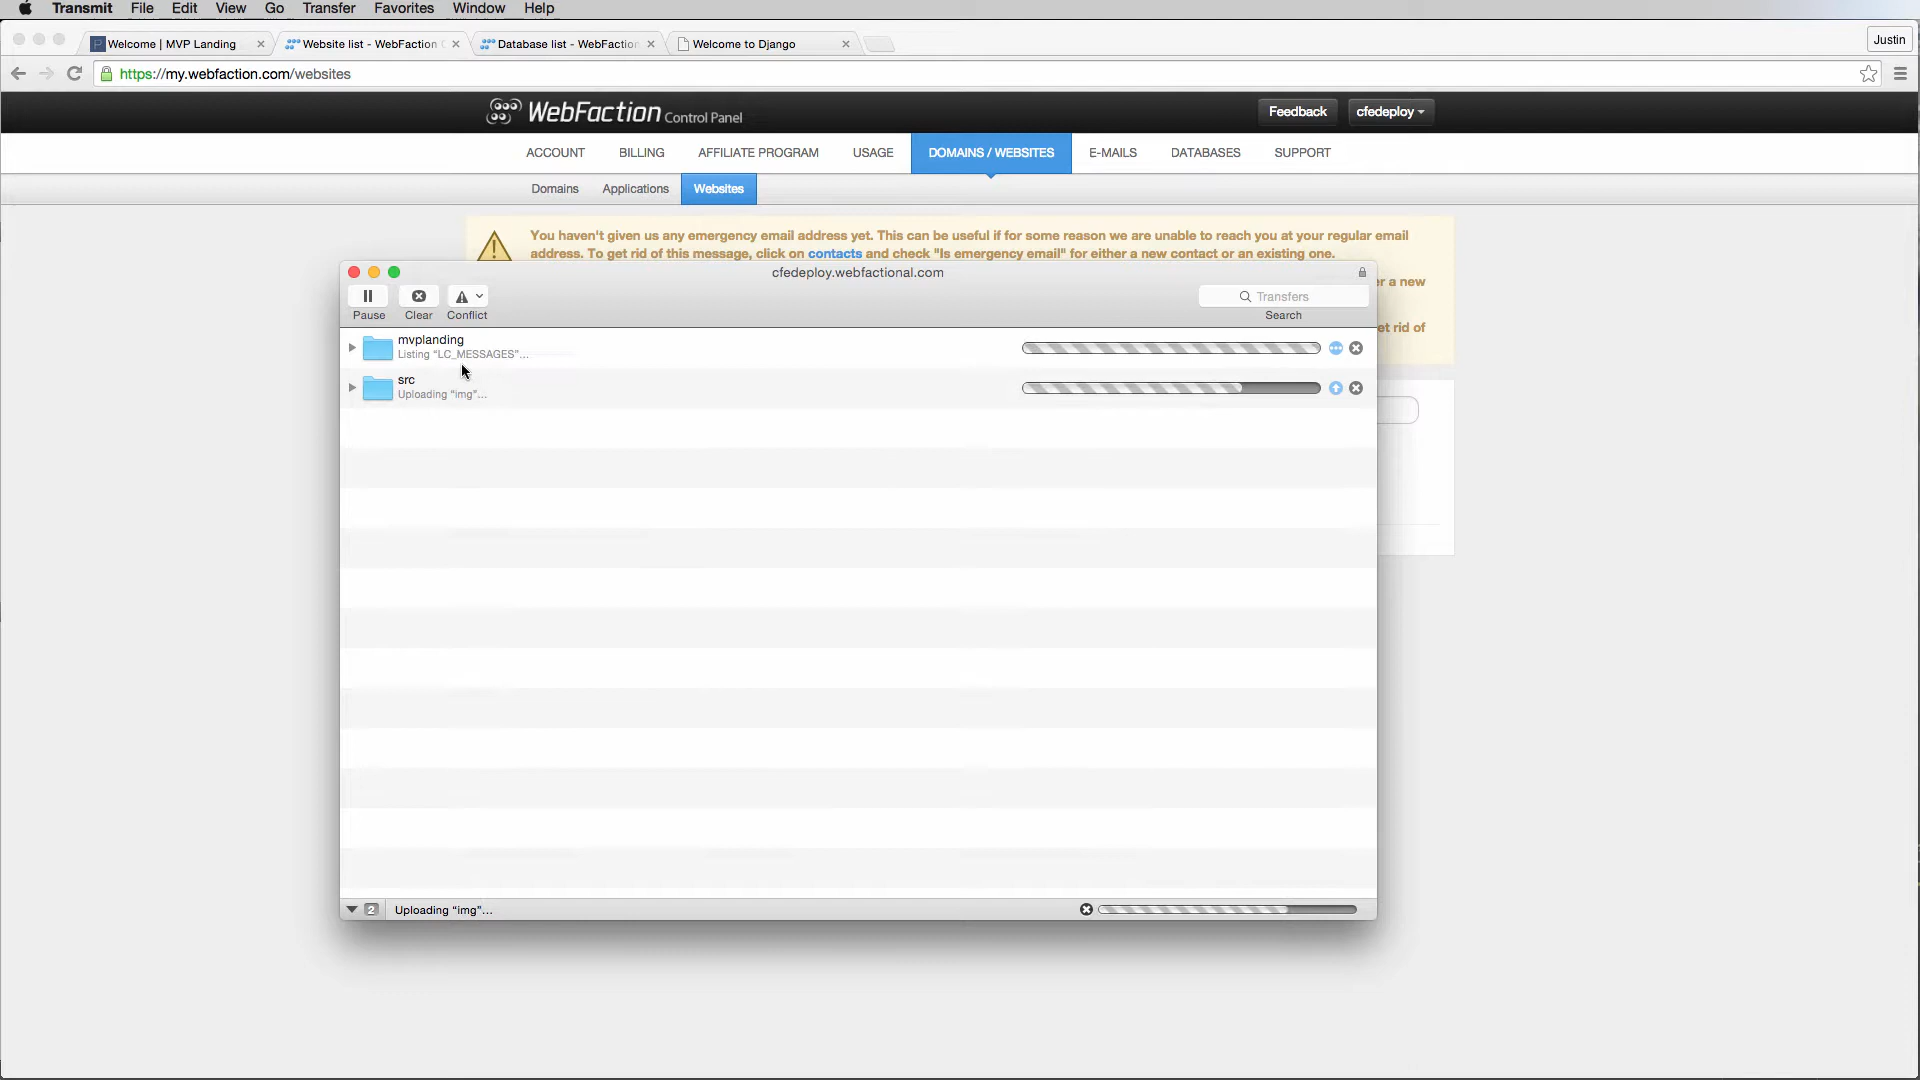 Transmit File Edit View Go Transfer Favorites Window Help
Welcome | MVP Landing Website list - WebFaction Database list - WebFaction Welcome to Django Justin
https://my.webfaction.com/websites
WebFaction Control Panel Feedback cfedeploy
ACCOUNT BILLING AFFILIATE PROGRAM USAGE DOMAINS / WEBSITES E-MAILS DATABASES SUPPORT
Domains Applications Websites
You haven't given us any emergency email address yet. This can be useful if for some reason we are unable to reach you at your regular email
address. To get rid of this message, click on contacts and check "Is emergency email" for either a new contact or an existing one.
cfedeploy.webfactional.com
er a new
Transfers
Pause Clear Conflict Search
et rid of
mvplanding
Listing “LC_MESSAGES”...
src
Uploading “img”...
2 Uploading “img”...